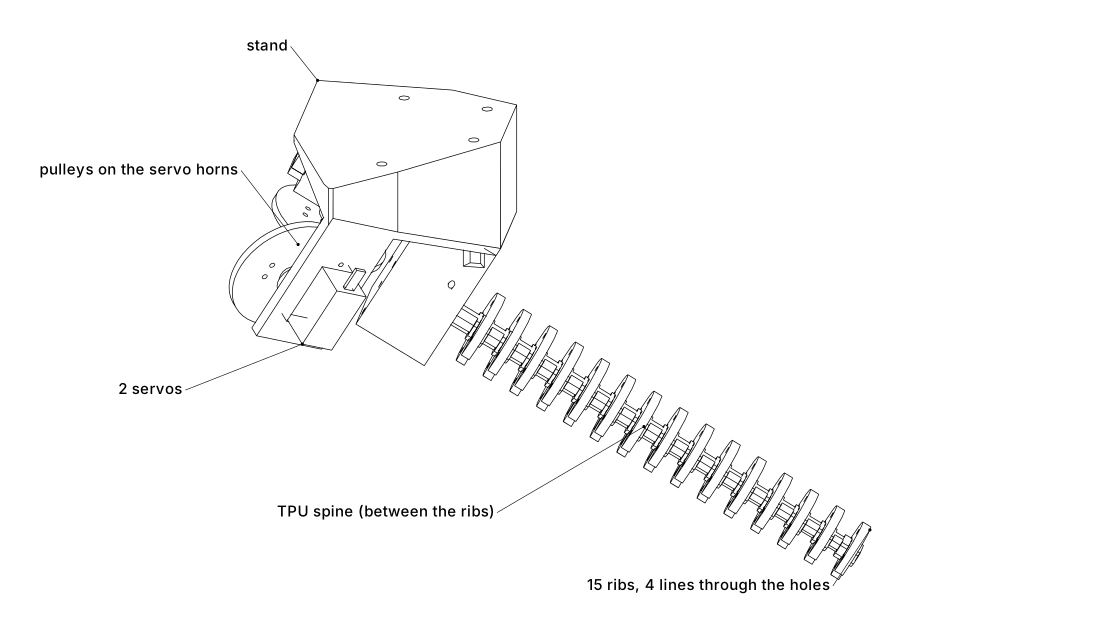 stand
pulleys on the servo horns
2 servos
TPU spine (between the ribs)
15 ribs, 4 lines through the holes